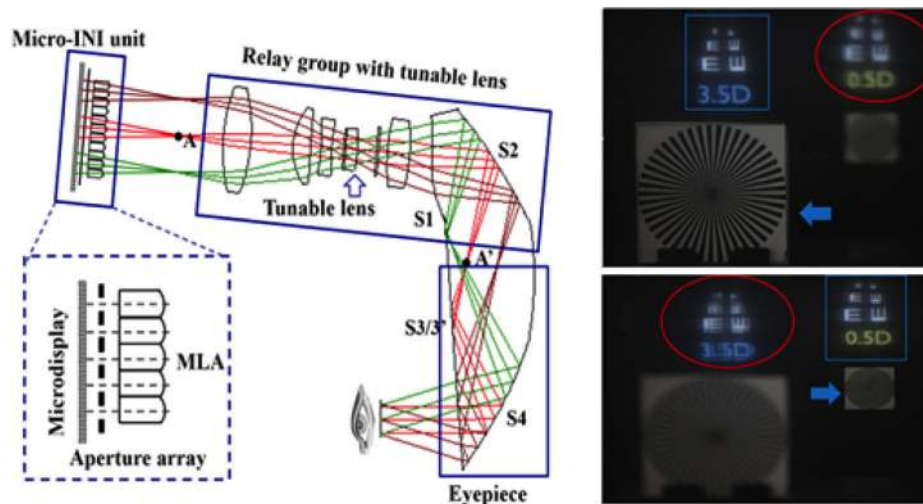 Micro-INI unit
Relay group with tunable lens
A
S2
Tunable lens
S1
A'
S3/3'
S4
Microdisplay
MLA
Aperture array
Eyepiece
E E
E E
3.5D
E E
E E
0.5D
E E
E E
3.5D
E E
E E
0.5D